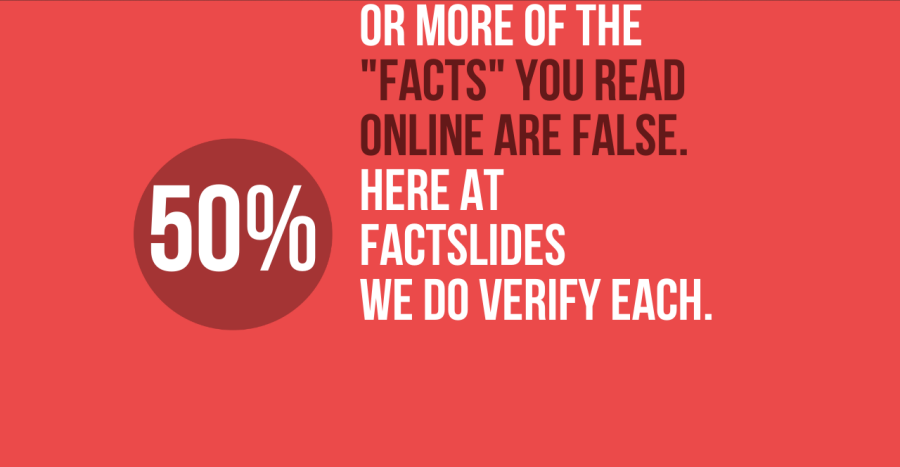 50%
OR MORE OF THE
"FACTS" YOU READ
ONLINE ARE FALSE.
HERE AT
FACTSLIDES
WE DO VERIFY EACH.